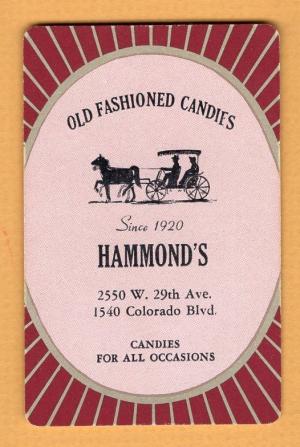 OLD FASHIONED CANDIES
Since 1920
HAMMOND'S
2550 W. 29th Ave.
1540 Colorado Blvd.
CANDIES
FOR ALL OCCASIONS